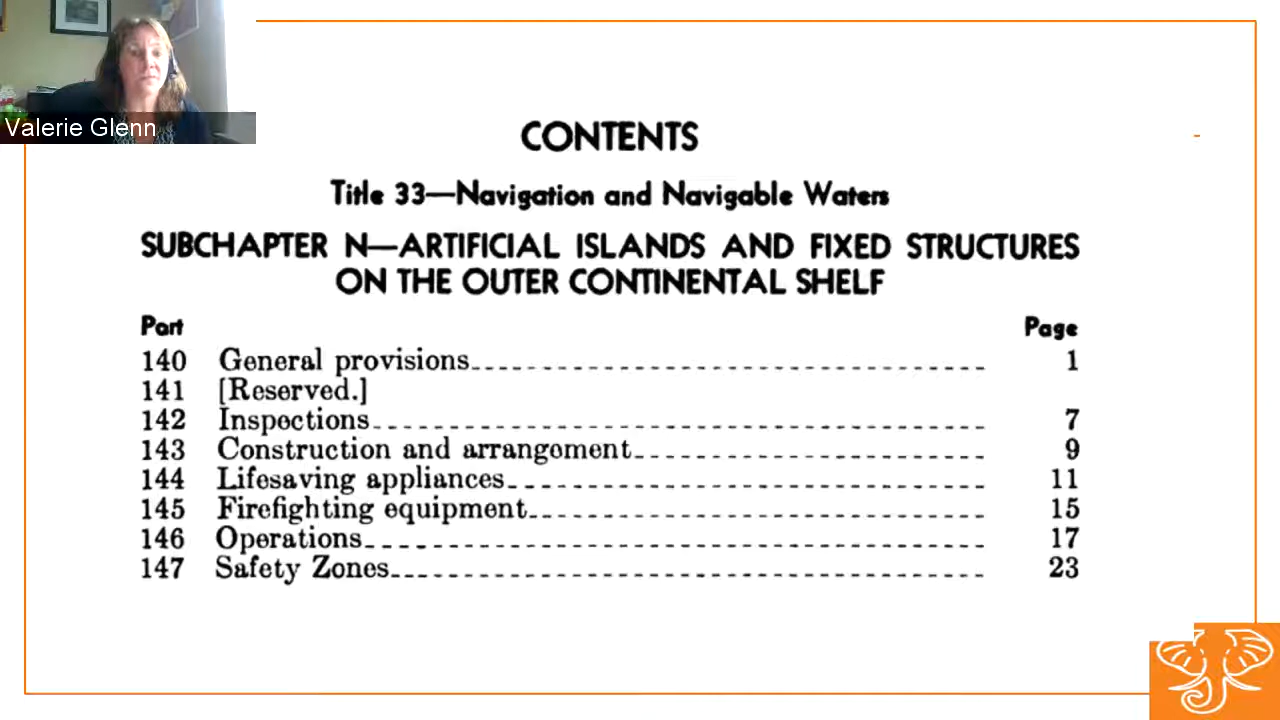 Valerie Glenn
CONTENTS
Title 33—Navigation and Navigable Waters
SUBCHAPTER N—ARTIFICIAL ISLANDS AND FIXED STRUCTURES
ON THE OUTER CONTINENTAL SHELF
Part Page
140 General provisions 1
141 [Reserved.]
142 Inspections 7
143 Construction and arrangement 9
144 Lifesaving appliances 11
145 Firefighting equipment 15
146 Operations 17
147 Safety Zones 23